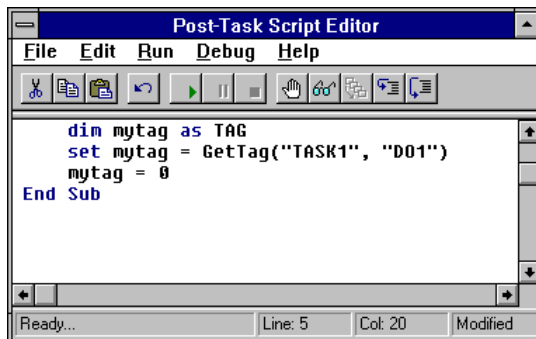 Post-Task Script Editor
File Edit Run Debug Help
dim mytag as TAG
set mytag = GetTag("TASK1", "DO1")
mytag = 0
End Sub
Ready... Line: 5 Col: 20 Modified